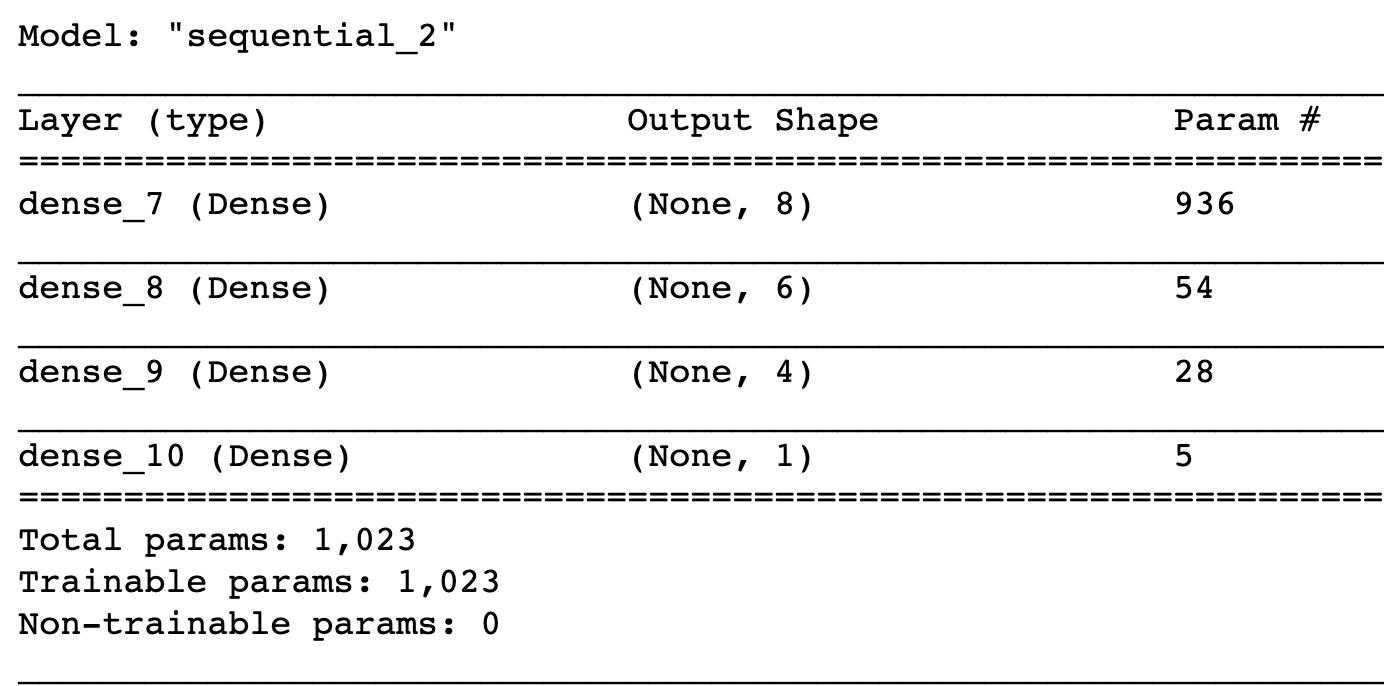 Model: "sequential_2"
Layer (type) Output Shape Param #
=================================================================
dense_7 (Dense) (None, 8) 936
dense_8 (Dense) (None, 6) 54
dense_9 (Dense) (None, 4) 28
dense_10 (Dense) (None, 1) 5
=================================================================
Total params: 1,023
Trainable params: 1,023
Non-trainable params: 0